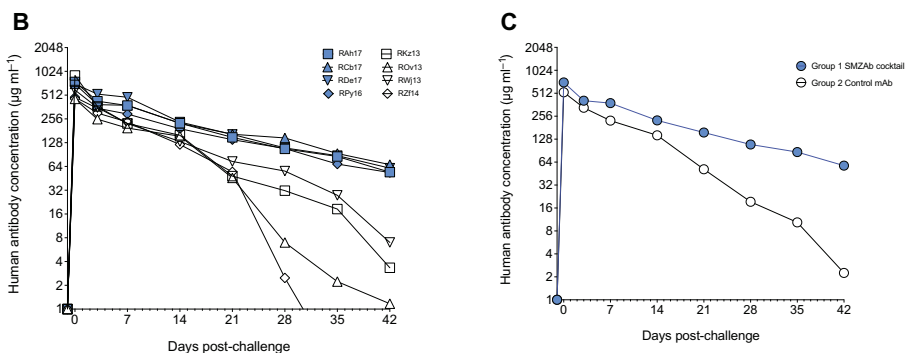 B
Human antibody concentration (µg ml⁻¹)
2048
1024
512
256
128
64
32
16
8
4
2
1
0 7 14 21 28 35 42
Days post–challenge
RAh17 RKz13
RCb17 ROv13
RDe17 RWj13
RPy16 RZf14
C
Human antibody concentration (µg ml⁻¹)
2048
1024
512
256
128
64
32
16
8
4
2
1
0 7 14 21 28 35 42
Days post–challenge
Group 1 SMZAb cocktail
Group 2 Control mAb